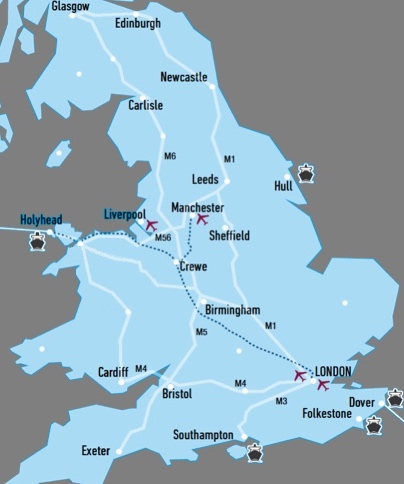 Glasgow
Edinburgh
Newcastle
Carlisle
M6
M1
Leeds
Hull
Manchester
Liverpool
Holyhead
M56
Sheffield
Crewe
Birmingham
M5
M1
Cardiff
M4
Bristol
M4
LONDON
M3
Dover
Folkestone
Southampton
Exeter